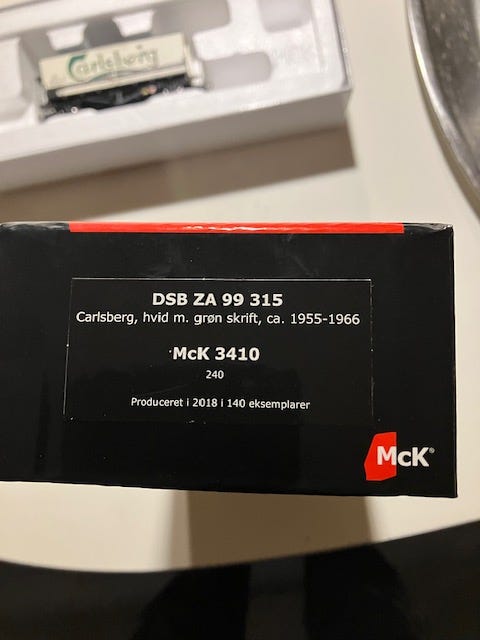 Carlsberg
DSB ZA 99 315
Carlsberg, hvid m. grøn skrift, ca. 1955-1966
McK 3410
240
Produceret i 2018 i 140 eksemplarer
McK®